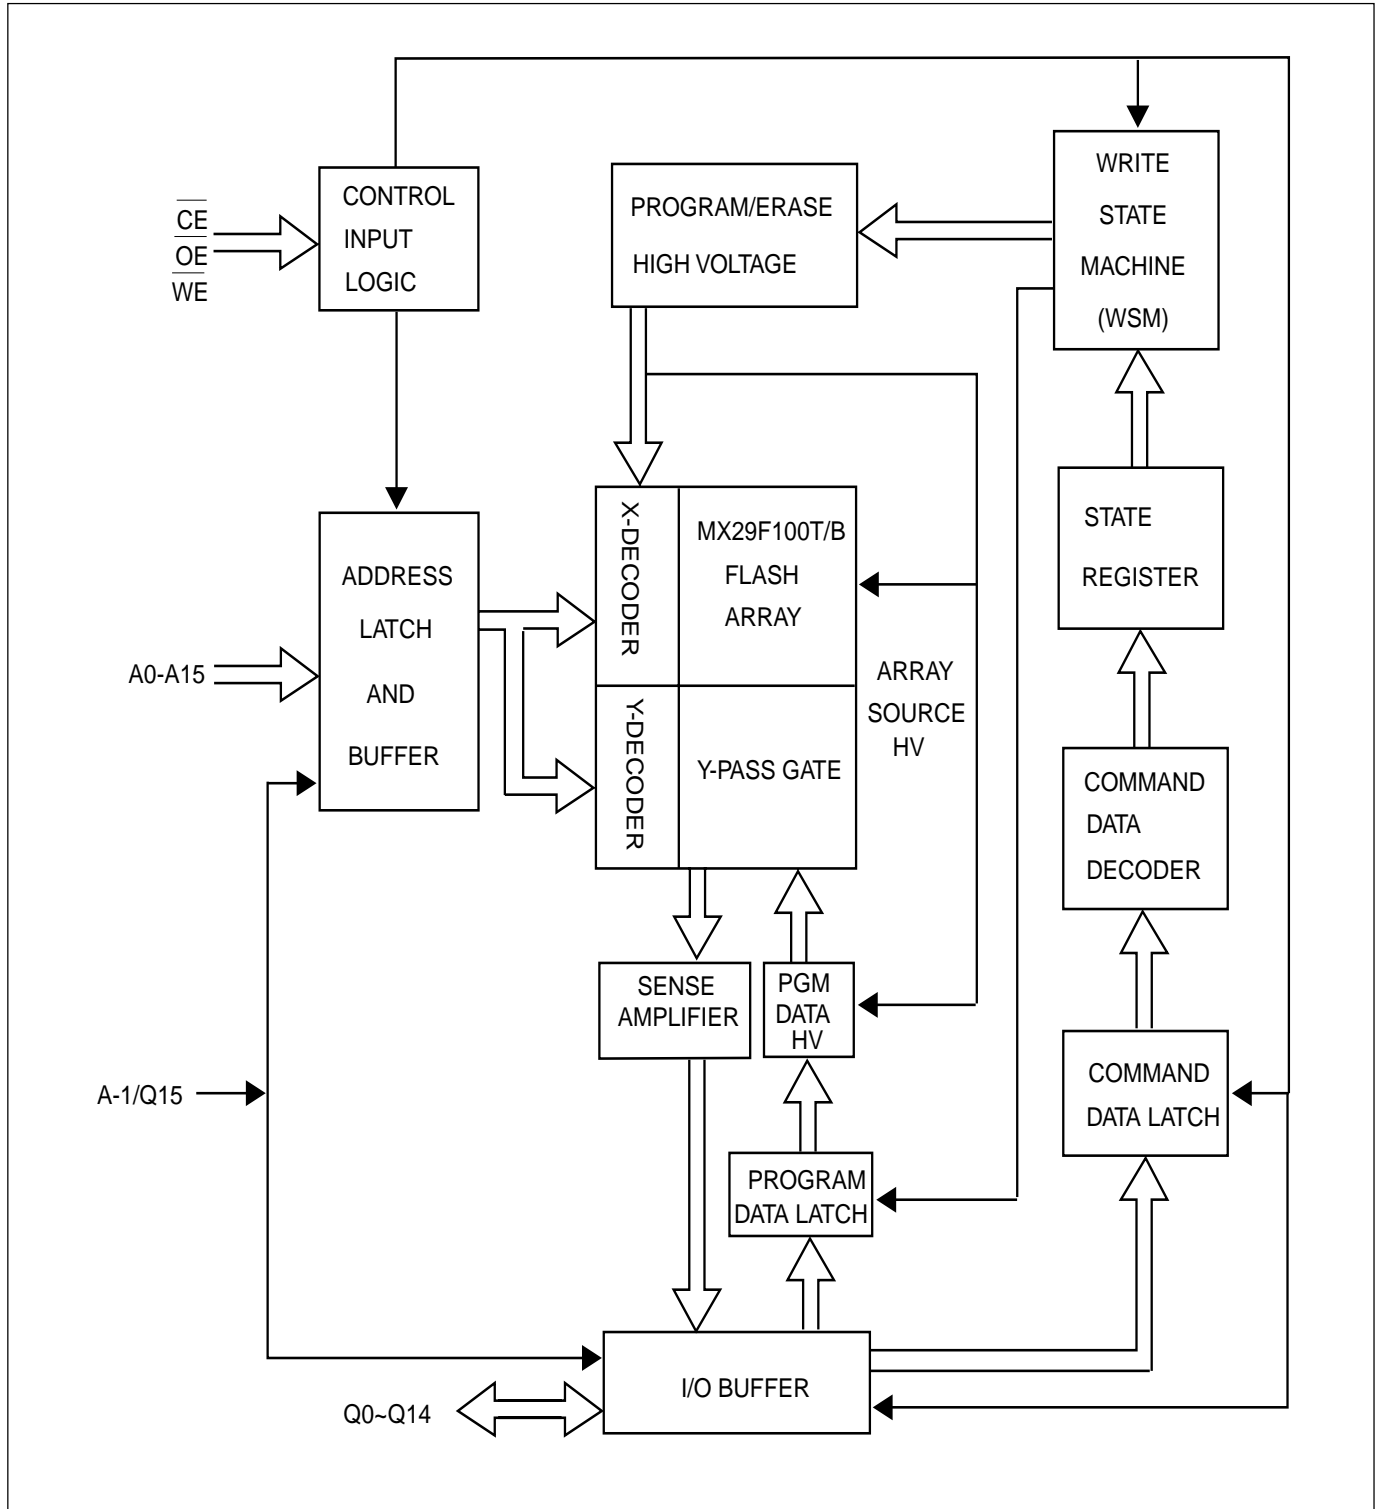 WRITE
STATE
MACHINE
(WSM)
CONTROL
INPUT
LOGIC
CE
OE
WE
PROGRAM/ERASE
HIGH VOLTAGE
STATE
REGISTER
ADDRESS
LATCH
AND
BUFFER
A0-A15
X-DECODER
MX29F100T/B
FLASH
ARRAY
Y-DECODER
Y-PASS GATE
ARRAY
SOURCE
HV
COMMAND
DATA
DECODER
SENSE
AMPLIFIER
PGM
DATA
HV
COMMAND
DATA LATCH
A-1/Q15
PROGRAM
DATA LATCH
I/O BUFFER
Q0~Q14